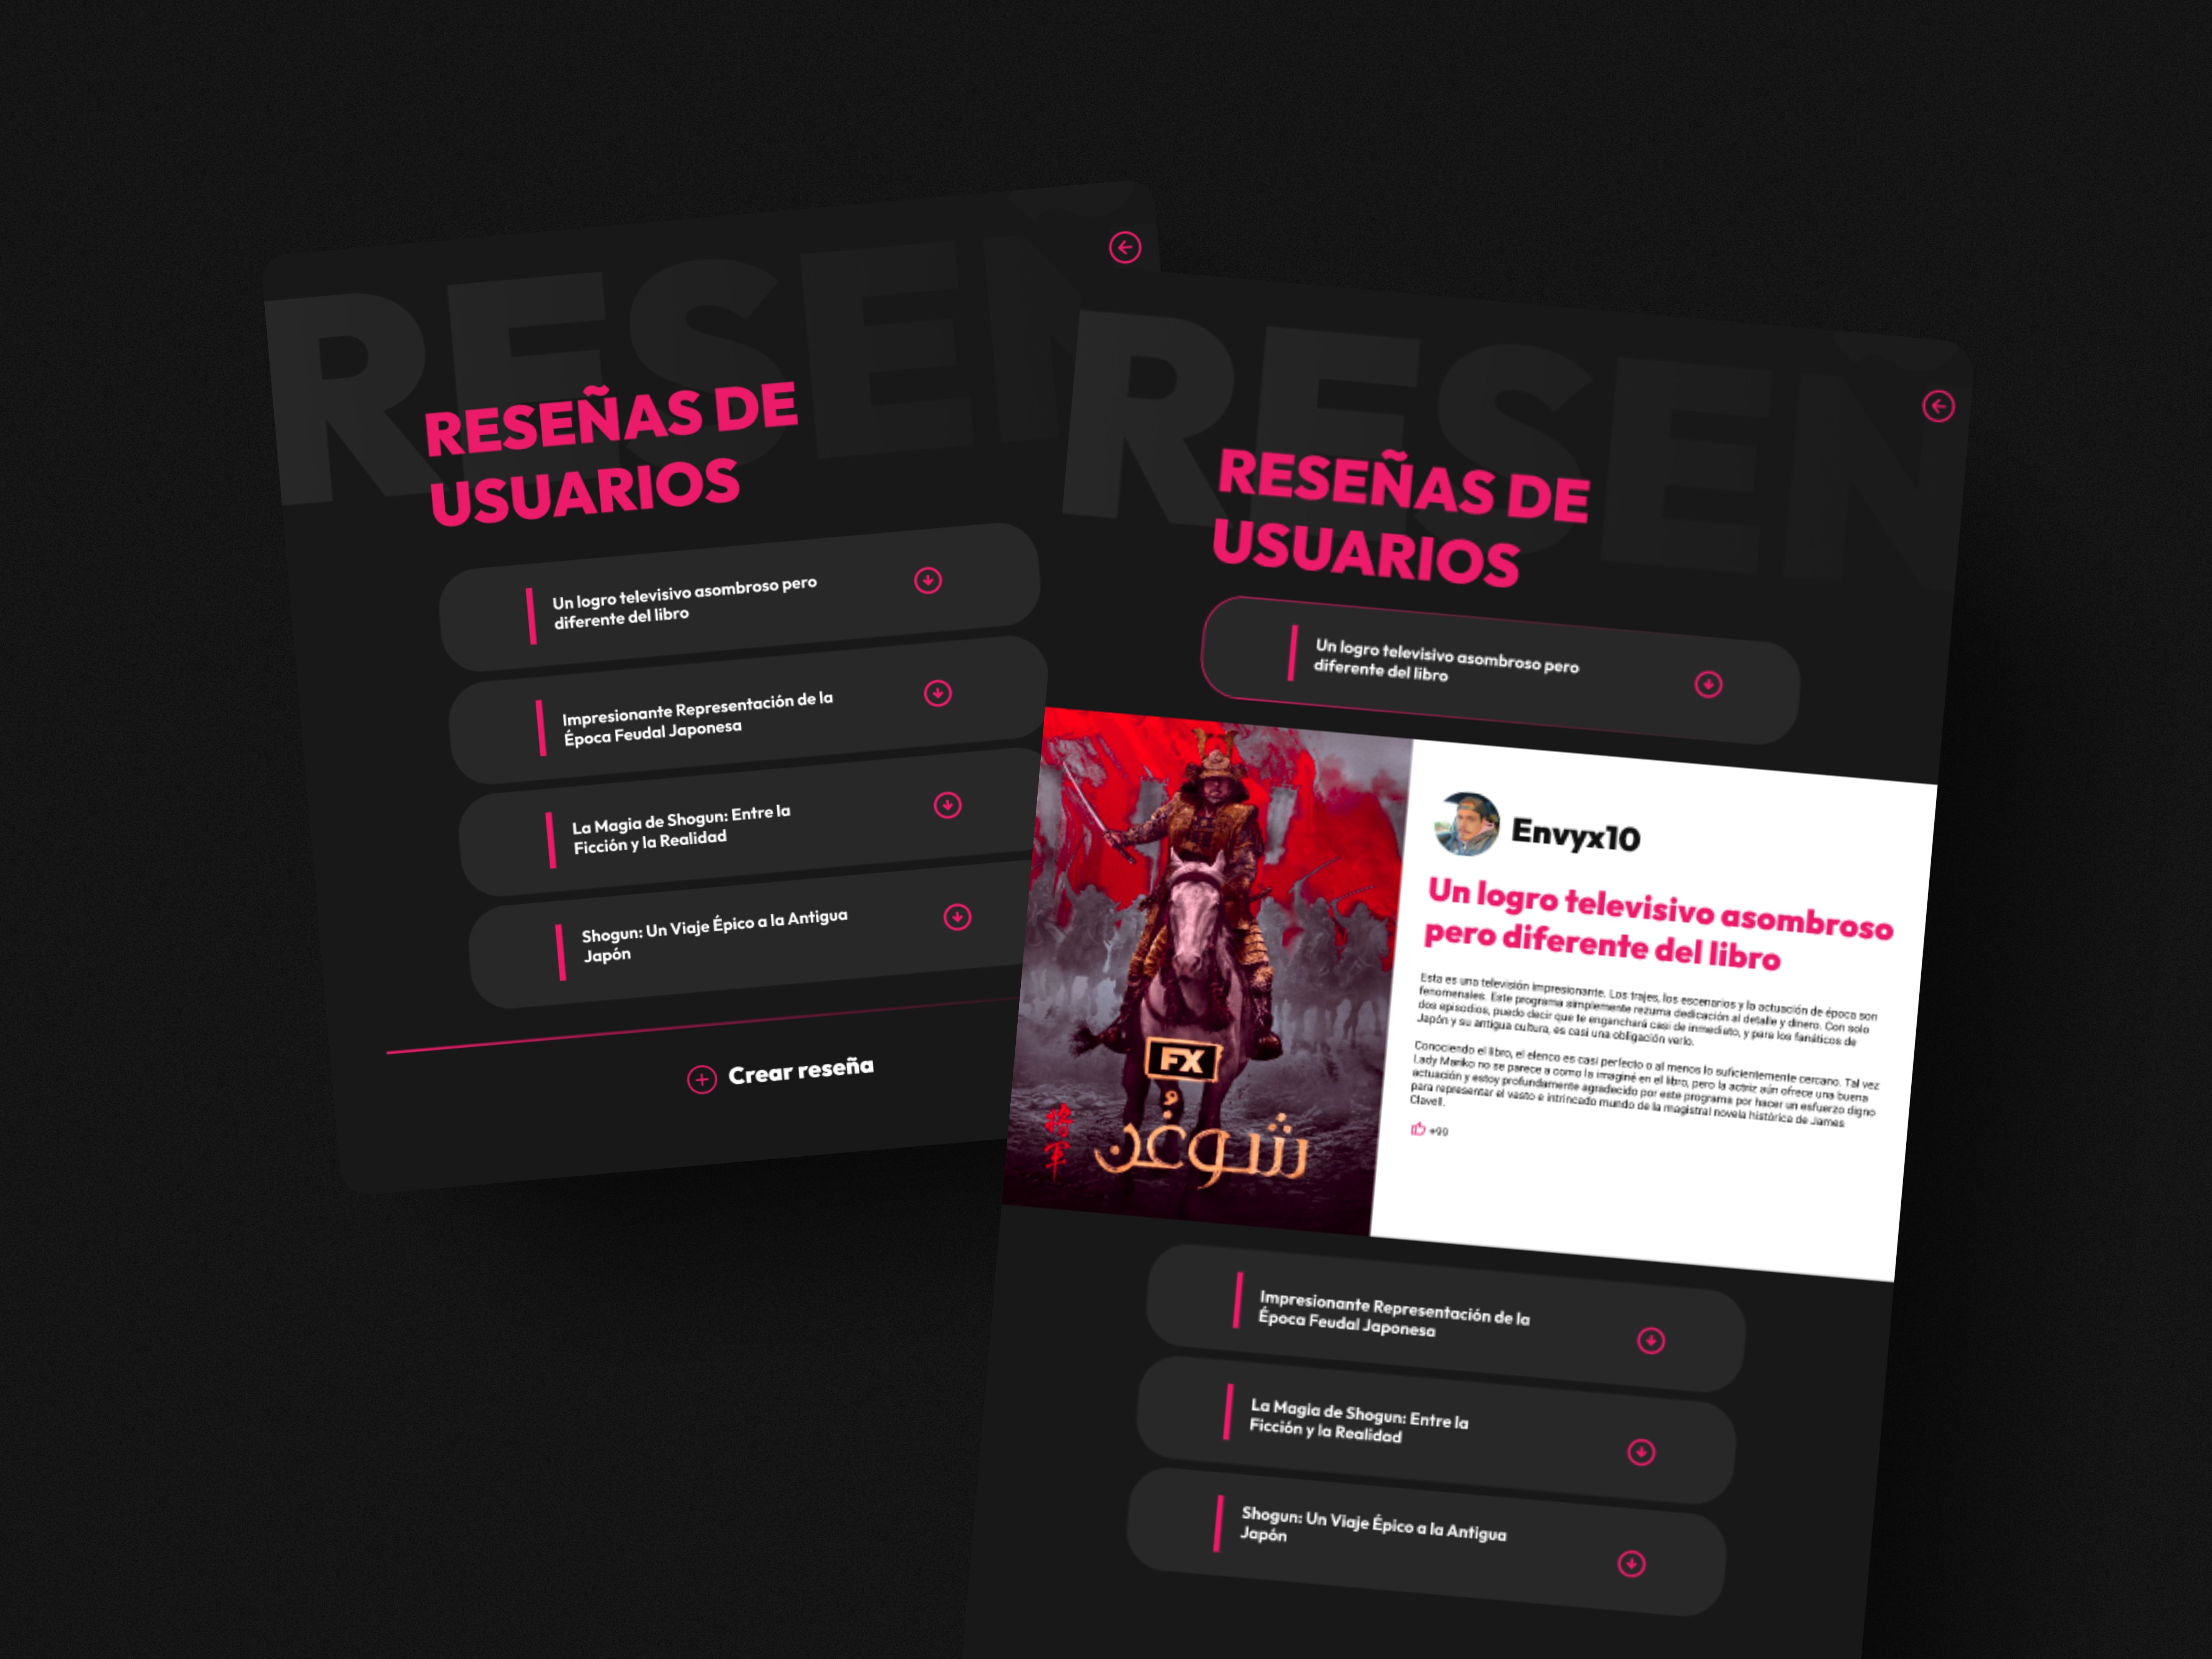 RESEÑ
RESEÑAS DE
USUARIOS
Un logro televisivo asombroso pero
diferente del libro
Impresionante Representación de la
Época Feudal Japonesa
La Magia de Shogun: Entre la
Ficción y la Realidad
Shogun: Un Viaje Épico a la Antigua
Japón
Crear reseña
RESEÑ
RESEÑAS DE
USUARIOS
Un logro televisivo asombroso pero
diferente del libro
FX
شوغُن
将
軍
Envyx10
Un logro televisivo asombroso
pero diferente del libro
Esta es una televisión impresionante. Los trajes, los escenarios y la actuación de época son
fenomenales. Este programa simplemente rezuma dedicación al detalle y dinero. Con solo
dos episodios, puedo decir que te enganchará casi de inmediato, y para los fanáticos de
Japón y su antigua cultura, es casi una obligación verlo.
Conociendo el libro, el elenco es casi perfecto o al menos lo suficientemente cercano. Tal vez
Lady Mariko no se parece a como la imaginé en el libro, pero la actriz aún ofrece una buena
actuación y estoy profundamente agradecido por este programa por hacer un esfuerzo digno
para representar el vasto e intrincado mundo de la magistral novela histórica de James
Clavell.
+99
Impresionante Representación de la
Época Feudal Japonesa
La Magia de Shogun: Entre la
Ficción y la Realidad
Shogun: Un Viaje Épico a la Antigua
Japón